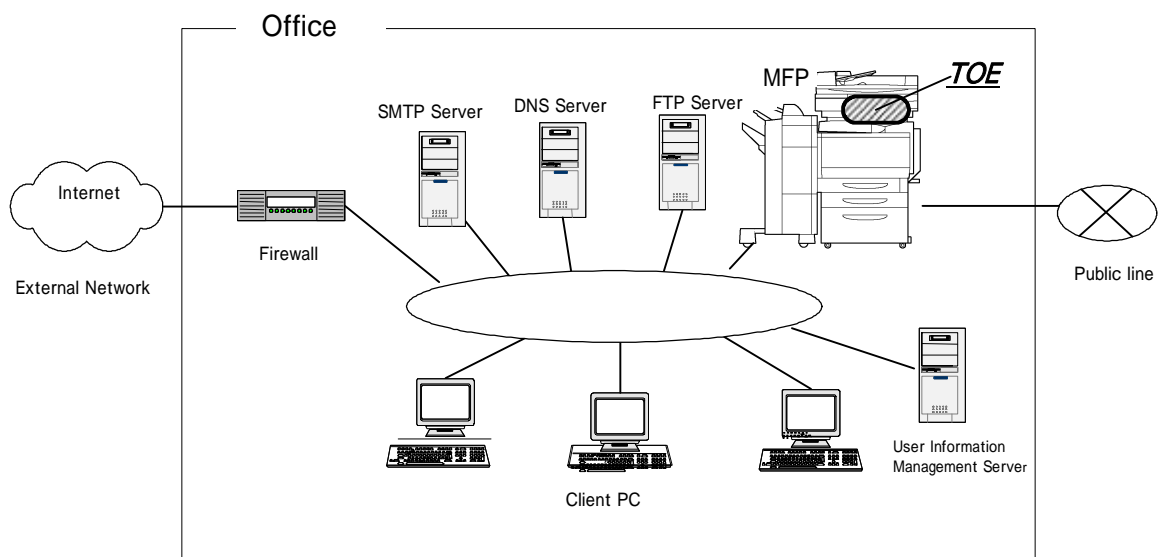 Office
MFP
TOE
SMTP Server
DNS Server
FTP Server
Internet
Firewall
External Network
Public line
User Information
Management Server
Client PC